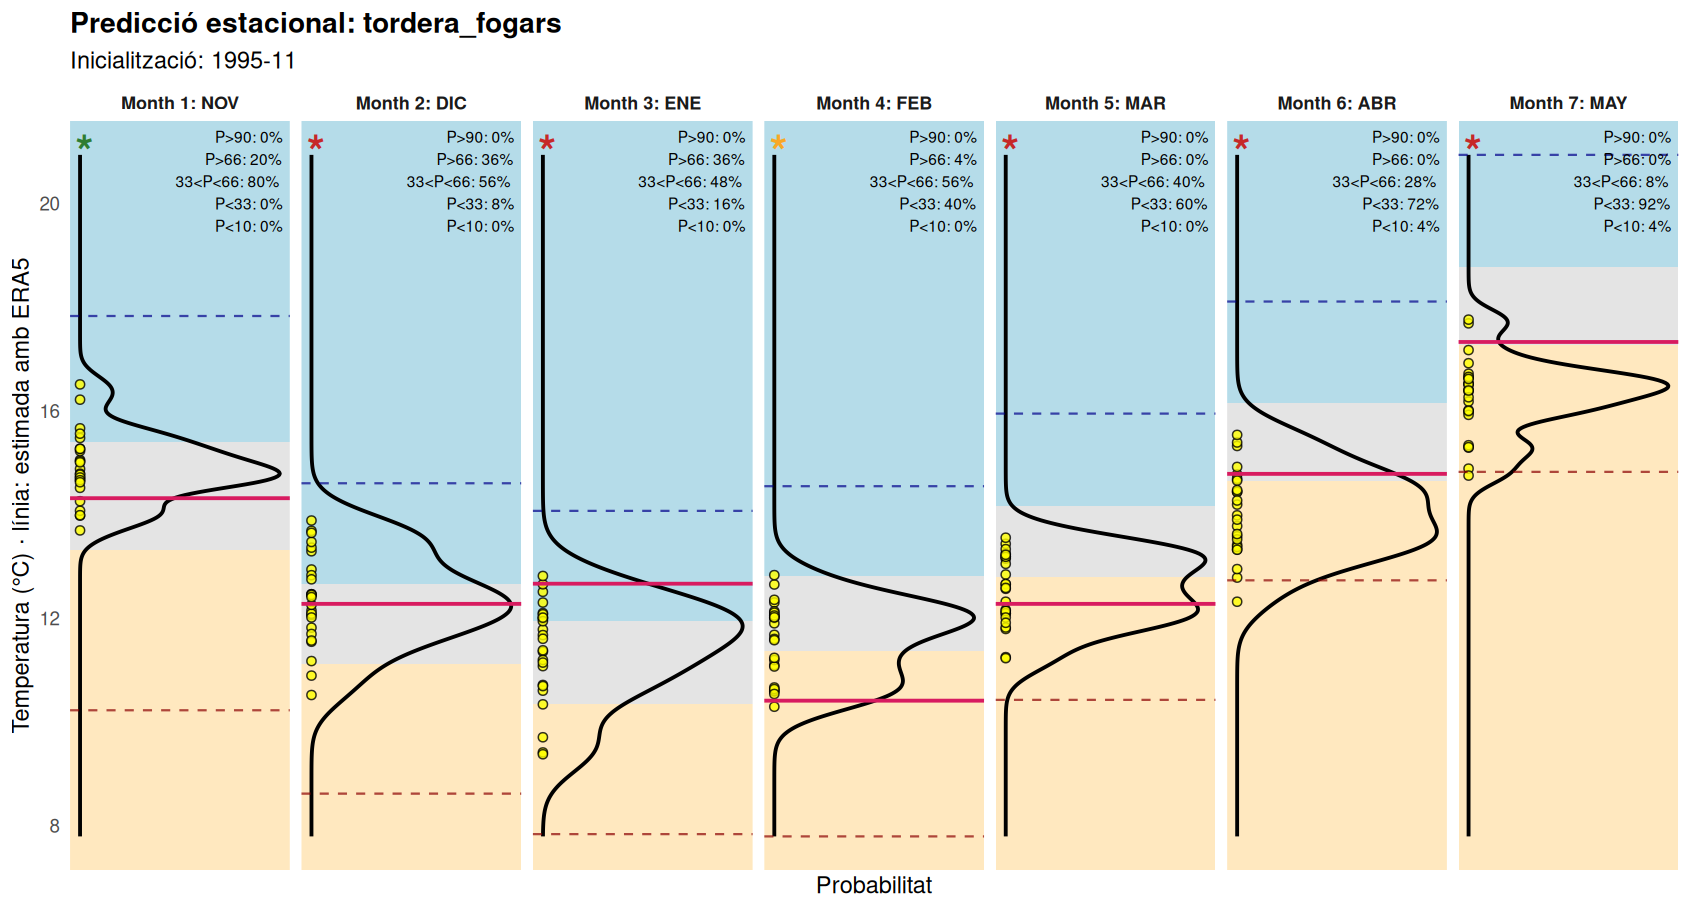 Predicció estacional: tordera_fogars
Inicialització: 1995-11
Month 1: NOV
Month 2: DIC
Month 3: ENE
Month 4: FEB
Month 5: MAR
Month 6: ABR
Month 7: MAY
P>90: 0%
P>66: 20%
33<P<66: 80%
P<33: 0%
P<10: 0%
P>90: 0%
P>66: 36%
33<P<66: 56%
P<33: 8%
P<10: 0%
P>90: 0%
P>66: 36%
33<P<66: 48%
P<33: 16%
P<10: 0%
P>90: 0%
P>66: 4%
33<P<66: 56%
P<33: 40%
P<10: 0%
P>90: 0%
P>66: 0%
33<P<66: 40%
P<33: 60%
P<10: 0%
P>90: 0%
P>66: 0%
33<P<66: 28%
P<33: 72%
P<10: 4%
P>90: 0%
P>66: 0%
33<P<66: 8%
P<33: 92%
P<10: 4%
20
16
12
8
Temperatura (°C) · línia: estimada amb ERA5
Probabilitat